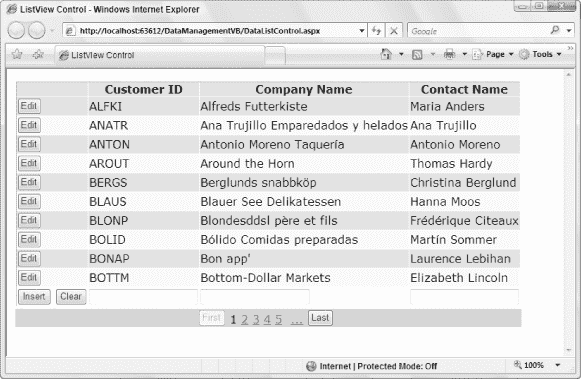 ListView Control - Windows Internet Explorer
http://localhost:63612/DataManagementVB/DataListControl.aspx
Google
ListView Control
Page
Tools
Customer ID Company Name Contact Name
Edit ALFKI Alfreds Futterkiste Maria Anders
Edit ANATR Ana Trujillo Emparedados y helados Ana Trujillo
Edit ANTON Antonio Moreno Taquería Antonio Moreno
Edit AROUT Around the Horn Thomas Hardy
Edit BERGS Berglunds snabbköp Christina Berglund
Edit BLAUS Blauer See Delikatessen Hanna Moos
Edit BLONP Blondesddsl père et fils Frédérique Citeaux
Edit BOLID Bólido Comidas preparadas Martín Sommer
Edit BONAP Bon app' Laurence Lebihan
Edit BOTTM Bottom-Dollar Markets Elizabeth Lincoln
Insert Clear
First 1 2 3 4 5 ... Last
Internet | Protected Mode: Off 100%